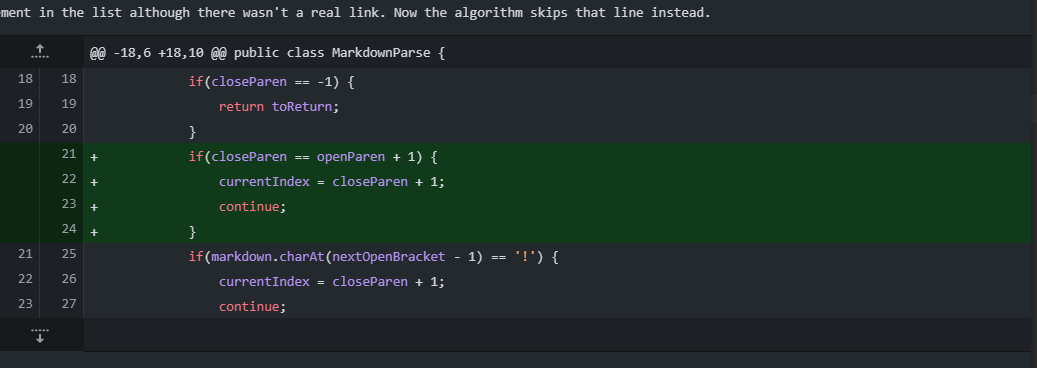 ment in the list although there wasn't a real link. Now the algorithm skips that line instead.
@@ -18,6 +18,10 @@ public class MarkdownParse {
18 18 if(closeParen == -1) {
19 19 return toReturn;
20 20 }
21 + if(closeParen == openParen + 1) {
22 + currentIndex = closeParen + 1;
23 + continue;
24 + }
21 25 if(markdown.charAt(nextOpenBracket - 1) == '!') {
22 26 currentIndex = closeParen + 1;
23 27 continue;